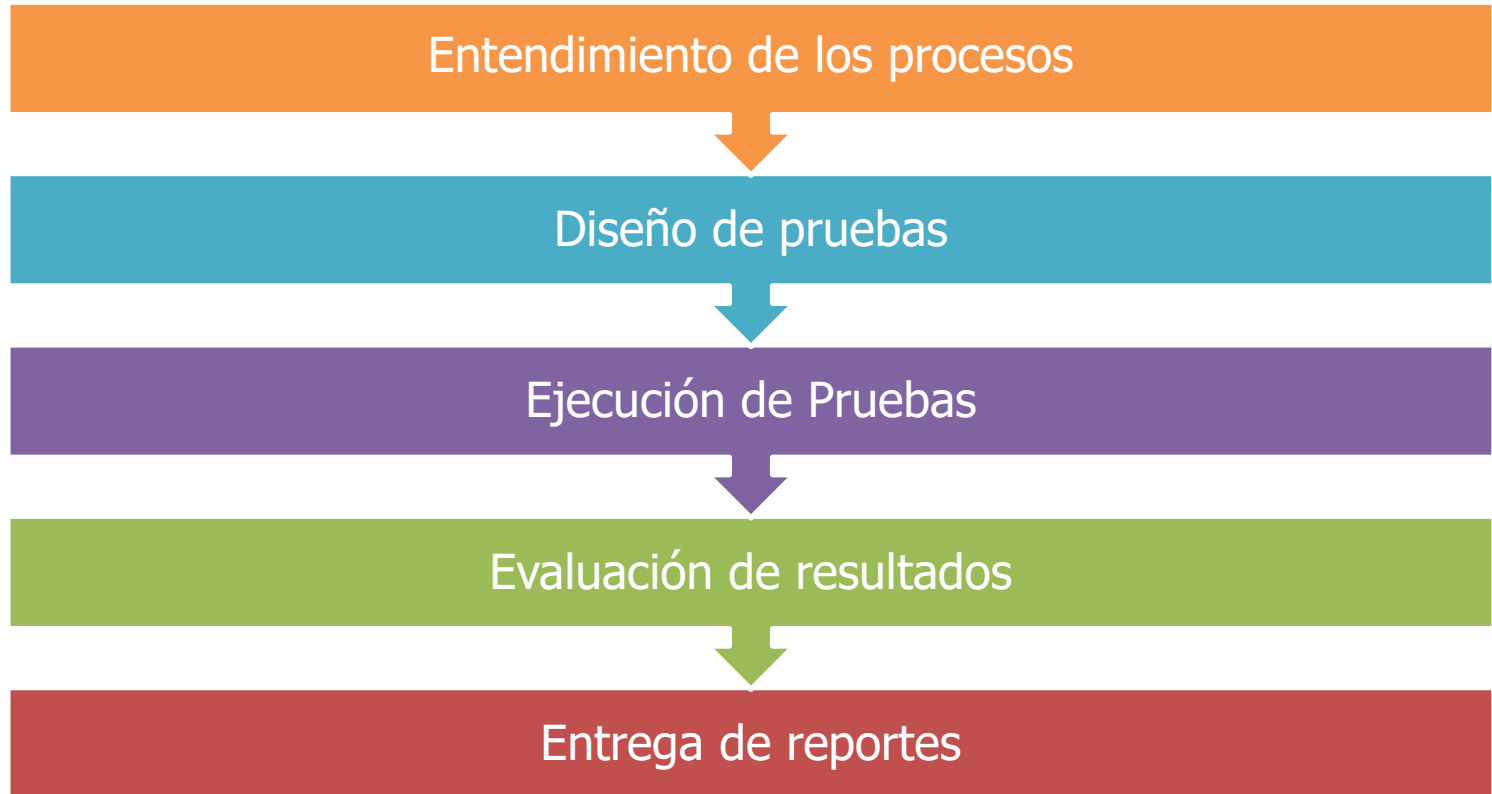 Entendimiento de los procesos
Diseño de pruebas
Ejecución de Pruebas
Evaluación de resultados
Entrega de reportes